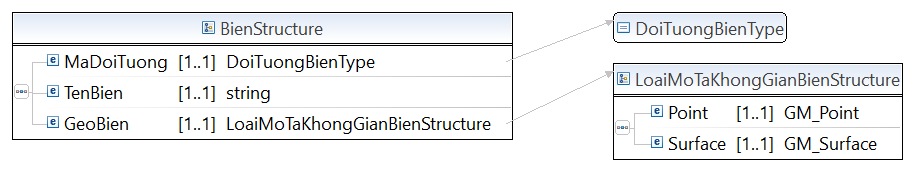 BienStructure
MaDoiTuong [1..1] DoiTuongBienType
TenBien [1..1] string
GeoBien [1..1] LoaiMoTaKhongGianBienStructure
DoiTuongBienType
LoaiMoTaKhongGianBienStructure
Point [1..1] GM_Point
Surface [1..1] GM_Surface